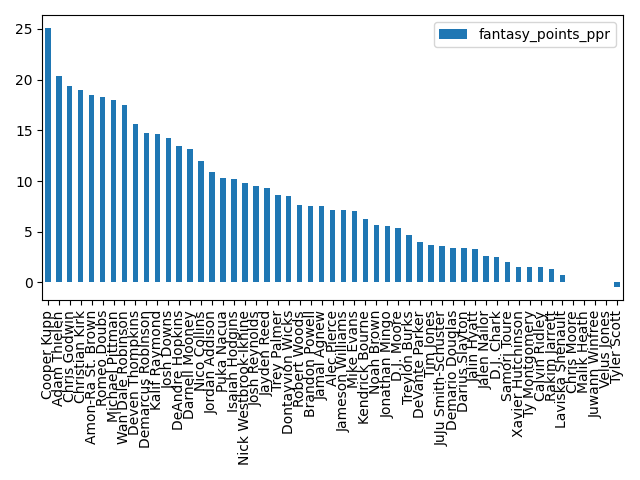 fantasy_points_ppr
25
20
15
10
5
0
Cooper Kupp
Adam Thielen
Chris Godwin
Christian Kirk
Amon-Ra St. Brown
Romeo Doubs
Michael Pittman
Wan'Dale Robinson
Deven Thompkins
Demarcus Robinson
Kalif Raymond
Josh Downs
DeAndre Hopkins
Darnell Mooney
Nico Collins
Jordan Addison
Puka Nacua
Isaiah Hodgins
Nick Westbrook-Ikhine
Josh Reynolds
Jayden Reed
Trey Palmer
Dontayvion Wicks
Robert Woods
Brandon Powell
Jamal Agnew
Alec Pierce
Jameson Williams
Mike Evans
Kendrick Bourne
Noah Brown
Jonathan Mingo
D.J. Moore
Treylon Burks
DeVante Parker
Tim Jones
JuJu Smith-Schuster
Demario Douglas
Darius Slayton
Jalin Hyatt
Jalen Nailor
D.J. Chark
Samori Toure
Xavier Hutchinson
Ty Montgomery
Calvin Ridley
Rakim Jarrett
Laviska Shenault
Chris Moore
Malik Heath
Juwann Winfree
Velus Jones
Tyler Scott